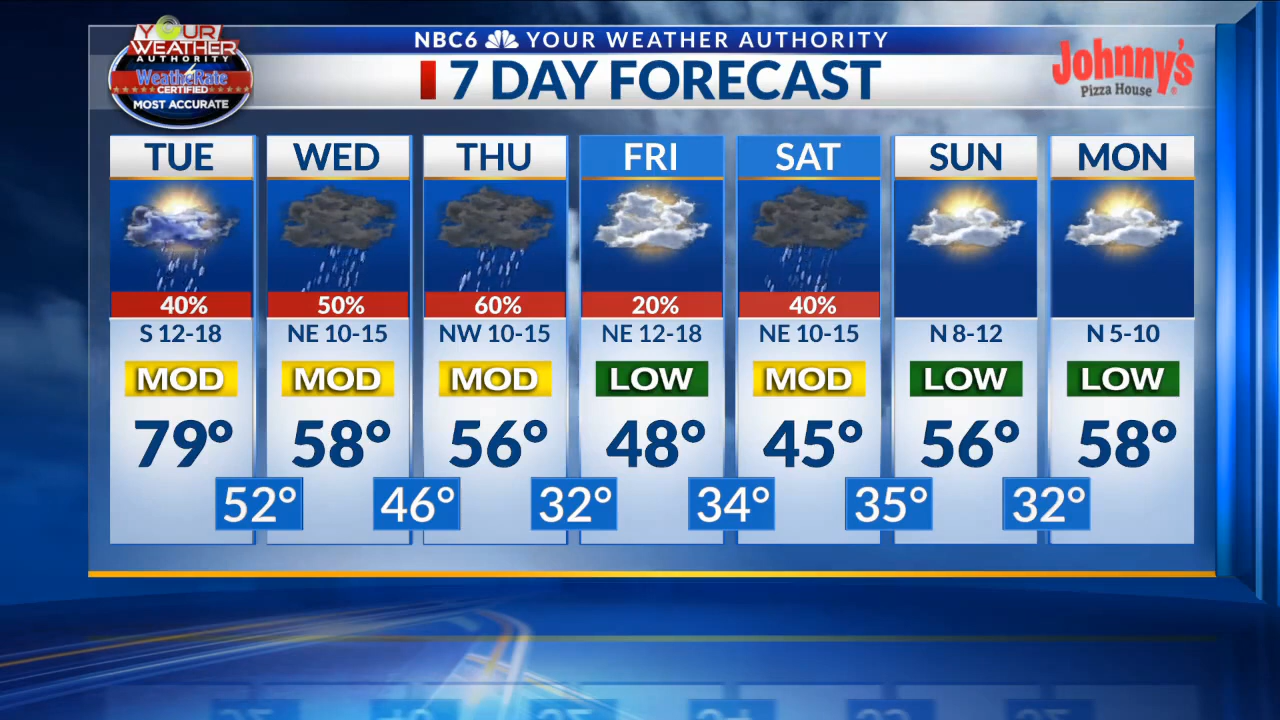 YOUR
WEATHER
AUTHORITY
WeatheRate
CERTIFIED
MOST ACCURATE
NBC6 YOUR WEATHER AUTHORITY
7 DAY FORECAST
Johnny's
Pizza House
TUE WED THU FRI SAT SUN MON
40% 50% 60% 20% 40%
S 12-18 NE 10-15 NW 10-15 NE 12-18 NE 10-15 N 8-12 N 5-10
MOD MOD MOD LOW MOD LOW LOW
79° 58° 56° 48° 45° 56° 58°
52° 46° 32° 34° 35° 32°